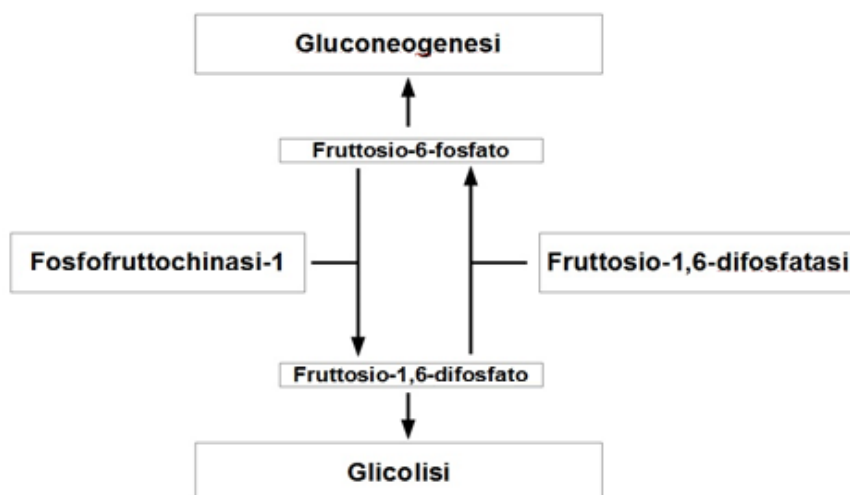 Gluconeogenesi
Fruttosio-6-fosfato
Fosfofruttochinasi-1
Fruttosio-1,6-difosfatasi
Fruttosio-1,6-difosfato
Glicolisi